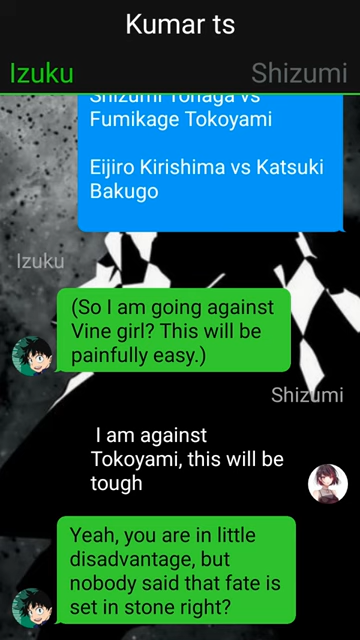 Kumar ts
Izuku
Shizumi
Shizumi Yonaga vs
Fumikage Tokoyami
Eijiro Kirishima vs Katsuki
Bakugo
Izuku
(So I am going against
Vine girl? This will be
painfully easy.)
Shizumi
I am against
Tokoyami, this will be
tough
Yeah, you are in little
disadvantage, but
nobody said that fate is
set in stone right?